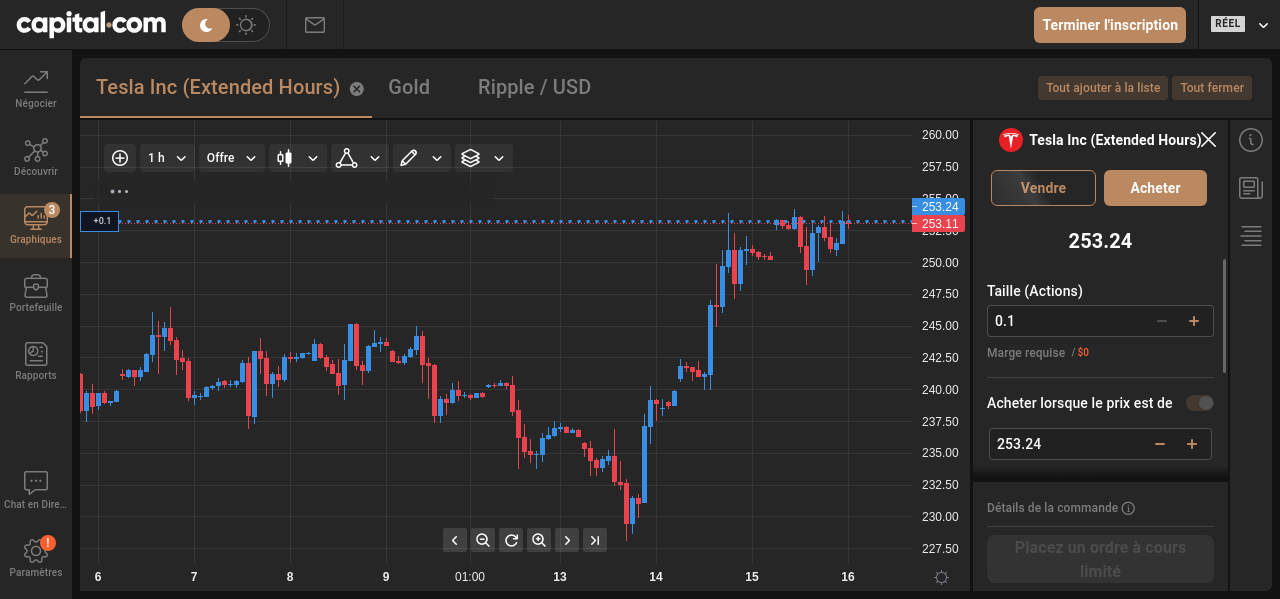 capital.com
Terminer l'inscription
RÉEL
Négocier
Découvrir
3
Graphiques
Portefeuille
Rapports
Chat en Dire...
!
Paramètres
Tesla Inc (Extended Hours)
Gold
Ripple / USD
Tout ajouter à la liste
Tout fermer
1 h
Offre
+0.1
260.00
257.50
255.00
253.24
253.11
252.50
250.00
247.50
245.00
242.50
240.00
237.50
235.00
232.50
230.00
227.50
6
7
8
9
01:00
13
14
15
16
Tesla Inc (Extended Hours)
Vendre
Acheter
253.24
Taille (Actions)
0.1
Marge requise / $0
Acheter lorsque le prix est de
253.24
Détails de la commande
Placez un ordre à cours
limité